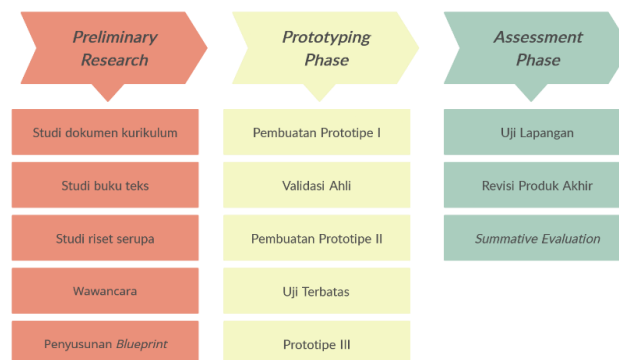 Preliminary
Research
Studi dokumen kurikulum
Studi buku teks
Studi riset serupa
Wawancara
Penyusunan Blueprint
Prototyping
Phase
Pembuatan Prototipe I
Validasi Ahli
Pembuatan Prototipe II
Uji Terbatas
Prototipe III
Assessment
Phase
Uji Lapangan
Revisi Produk Akhir
Summative Evaluation